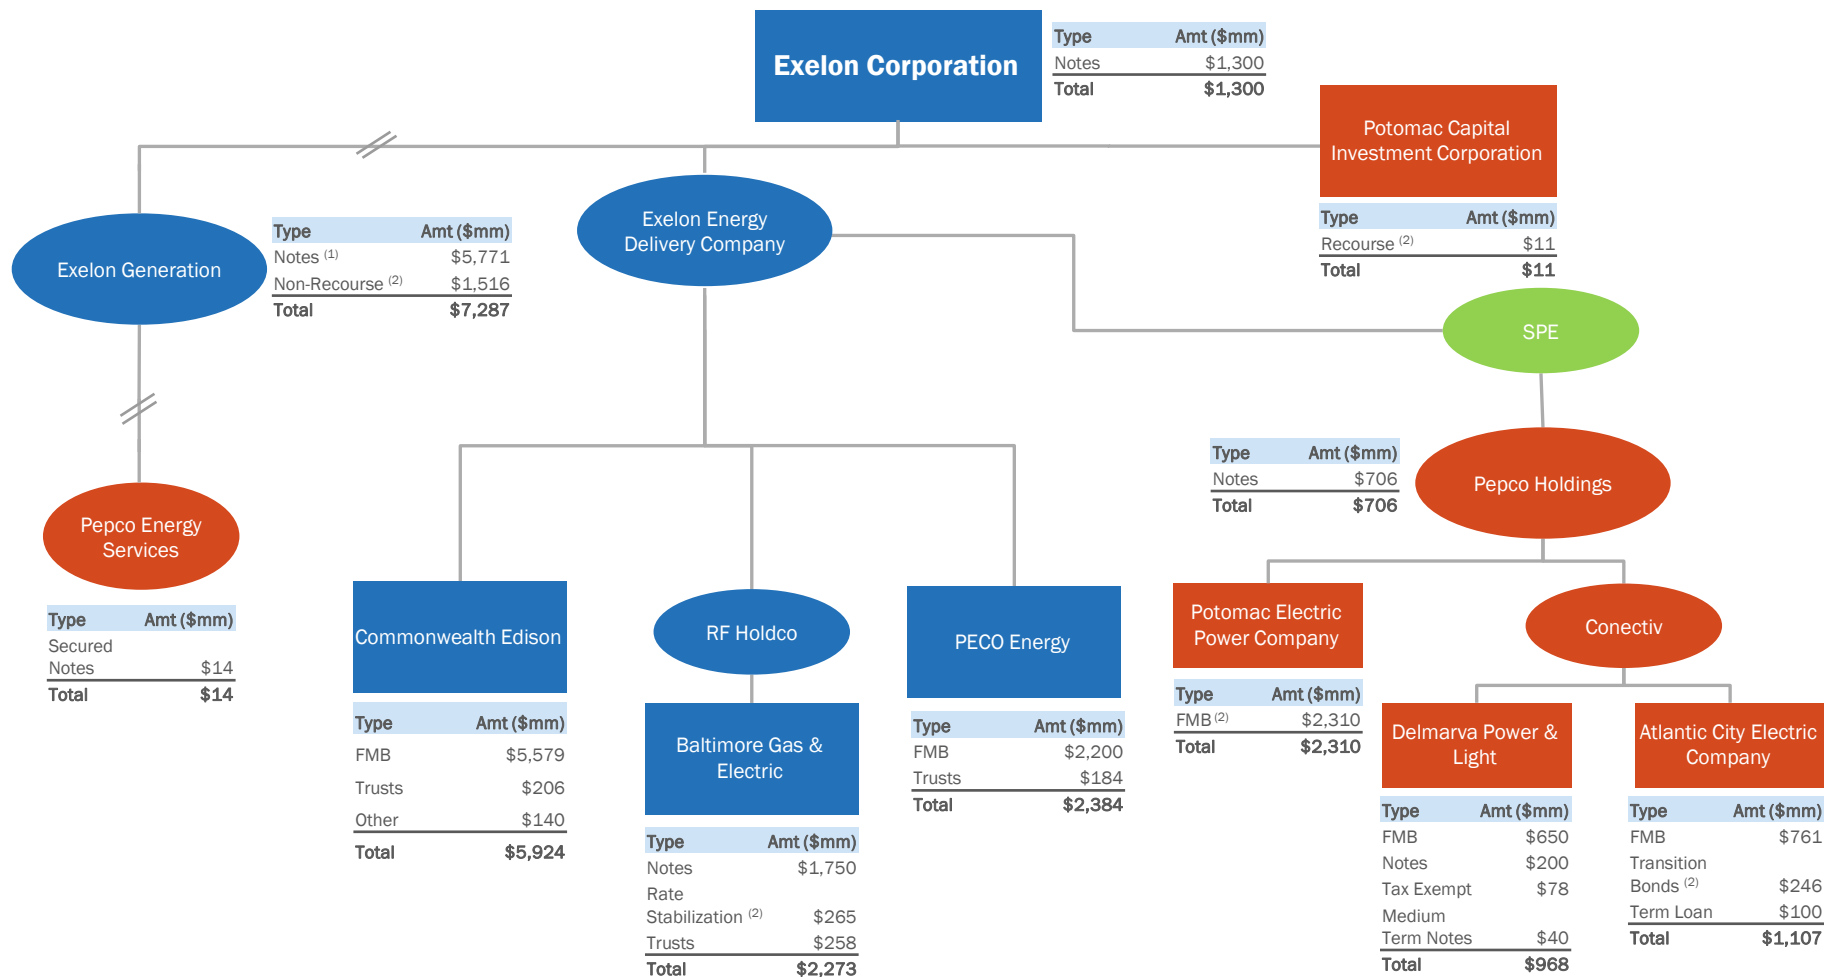 Exelon Corporation
Type Amt ($mm)
Notes $1,300
Total $1,300
Potomac Capital
Investment Corporation
Type Amt ($mm)
Recourse (2) $11
Total $11
Exelon Generation
Type Amt ($mm)
Notes (1) $5,771
Non-Recourse (2) $1,516
Total $7,287
Exelon Energy
Delivery Company
SPE
Type Amt ($mm)
Notes $706
Total $706
Pepco Holdings
Pepco Energy
Services
Type Amt ($mm)
Secured
Notes $14
Total $14
Commonwealth Edison
Type Amt ($mm)
FMB $5,579
Trusts $206
Other $140
Total $5,924
RF Holdco
Baltimore Gas &
Electric
Type Amt ($mm)
Notes $1,750
Rate
Stabilization (2) $265
Trusts $258
Total $2,273
PECO Energy
Type Amt ($mm)
FMB $2,200
Trusts $184
Total $2,384
Potomac Electric
Power Company
Type Amt ($mm)
FMB (2) $2,310
Total $2,310
Conectiv
Delmarva Power &
Light
Type Amt ($mm)
FMB $650
Notes $200
Tax Exempt $78
Medium
Term Notes $40
Total $968
Atlantic City Electric
Company
Type Amt ($mm)
FMB $761
Transition
Bonds (2) $246
Term Loan $100
Total $1,107